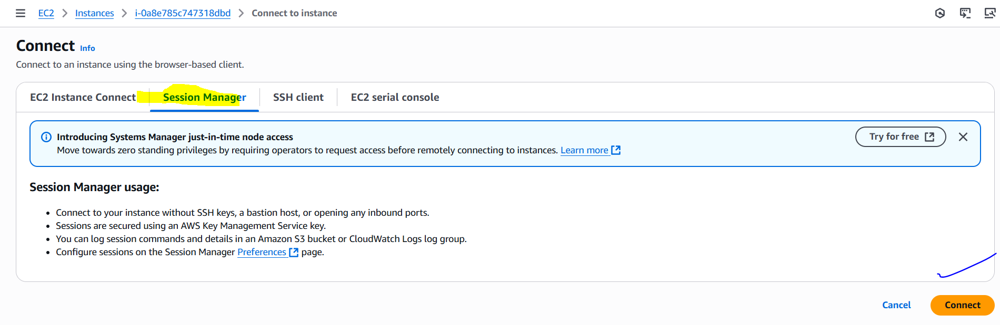 EC2 > Instances > i-0a8e785c747318dbd > Connect to instance
Connect Info
Connect to an instance using the browser-based client.
EC2 Instance Connect Session Manager SSH client EC2 serial console
Introducing Systems Manager just-in-time node access
Move towards zero standing privileges by requiring operators to request access before remotely connecting to instances. Learn more
Try for free
Session Manager usage:
• Connect to your instance without SSH keys, a bastion host, or opening any inbound ports.
• Sessions are secured using an AWS Key Management Service key.
• You can log session commands and details in an Amazon S3 bucket or CloudWatch Logs log group.
• Configure sessions on the Session Manager Preferences page.
Cancel Connect